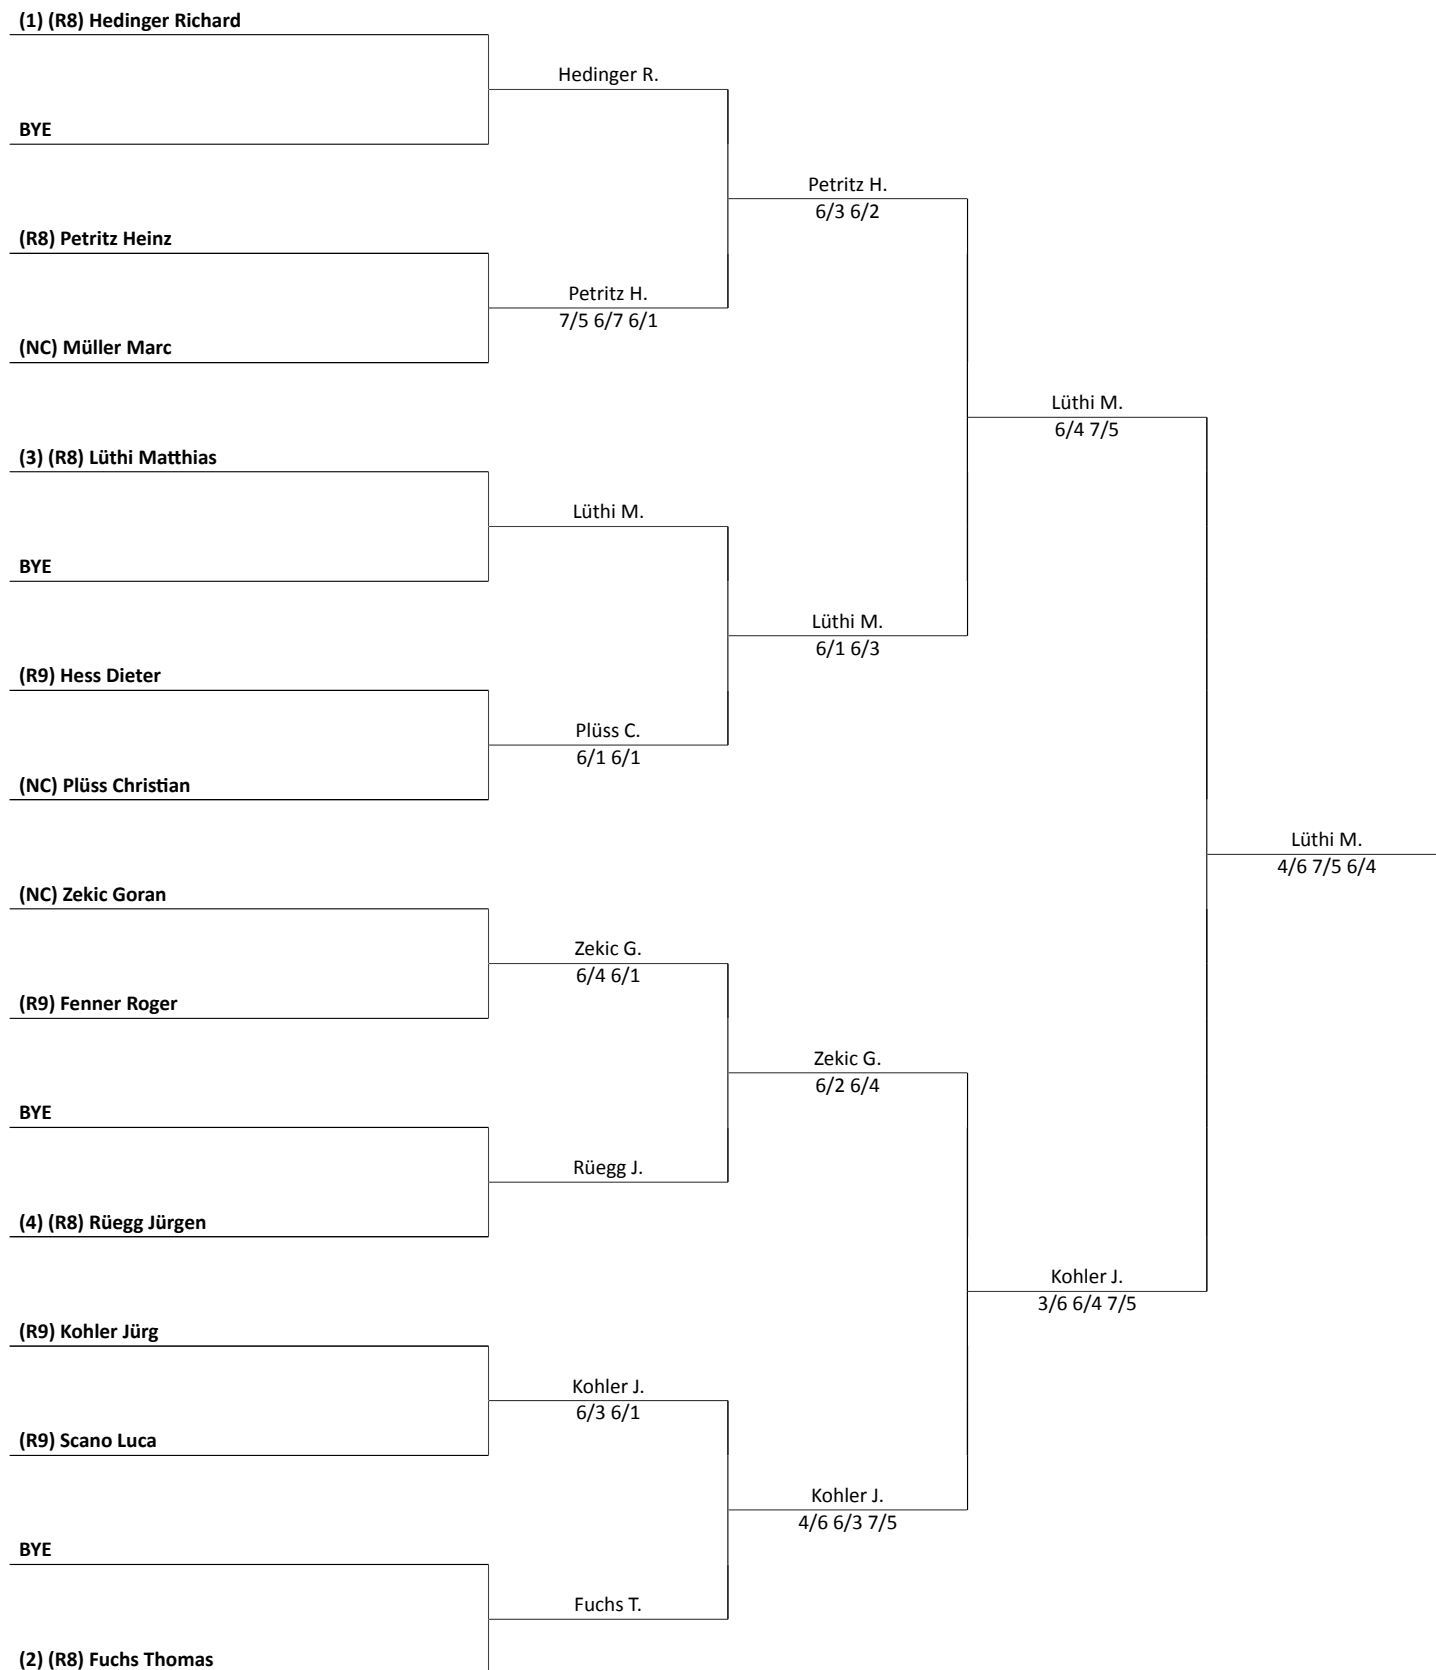 (1) (R8) Hedinger Richard
Hedinger R.
BYE
Petritz H.
6/3 6/2
(R8) Petritz Heinz
Petritz H.
7/5 6/7 6/1
(NC) Müller Marc
Lüthi M.
6/4 7/5
(3) (R8) Lüthi Matthias
Lüthi M.
BYE
Lüthi M.
6/1 6/3
(R9) Hess Dieter
Plüss C.
6/1 6/1
(NC) Plüss Christian
Lüthi M.
4/6 7/5 6/4
(NC) Zekic Goran
Zekic G.
6/4 6/1
(R9) Fenner Roger
Zekic G.
6/2 6/4
BYE
Rüegg J.
(4) (R8) Rüegg Jürgen
Kohler J.
3/6 6/4 7/5
(R9) Kohler Jürg
Kohler J.
6/3 6/1
(R9) Scano Luca
Kohler J.
4/6 6/3 7/5
BYE
Fuchs T.
(2) (R8) Fuchs Thomas